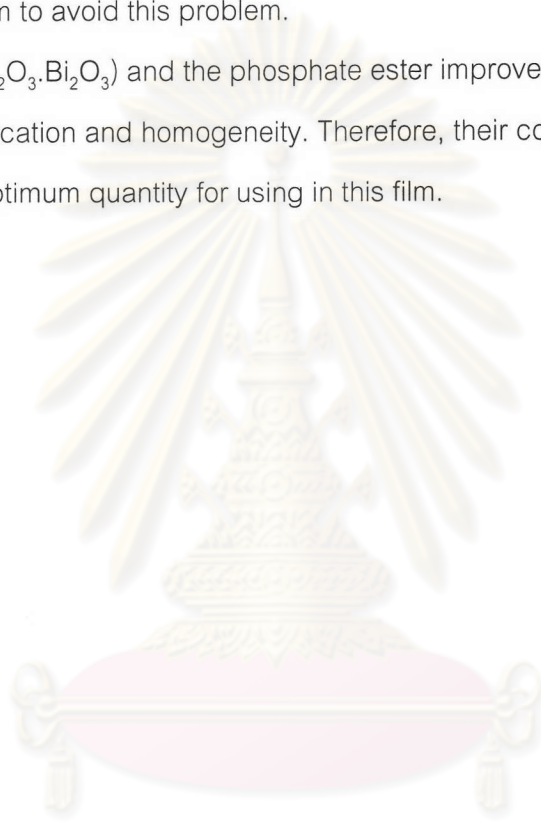 n to avoid this problem.
₂O₃.Bi₂O₃) and the phosphate ester improve
cation and homogeneity. Therefore, their co
otimum quantity for using in this film.